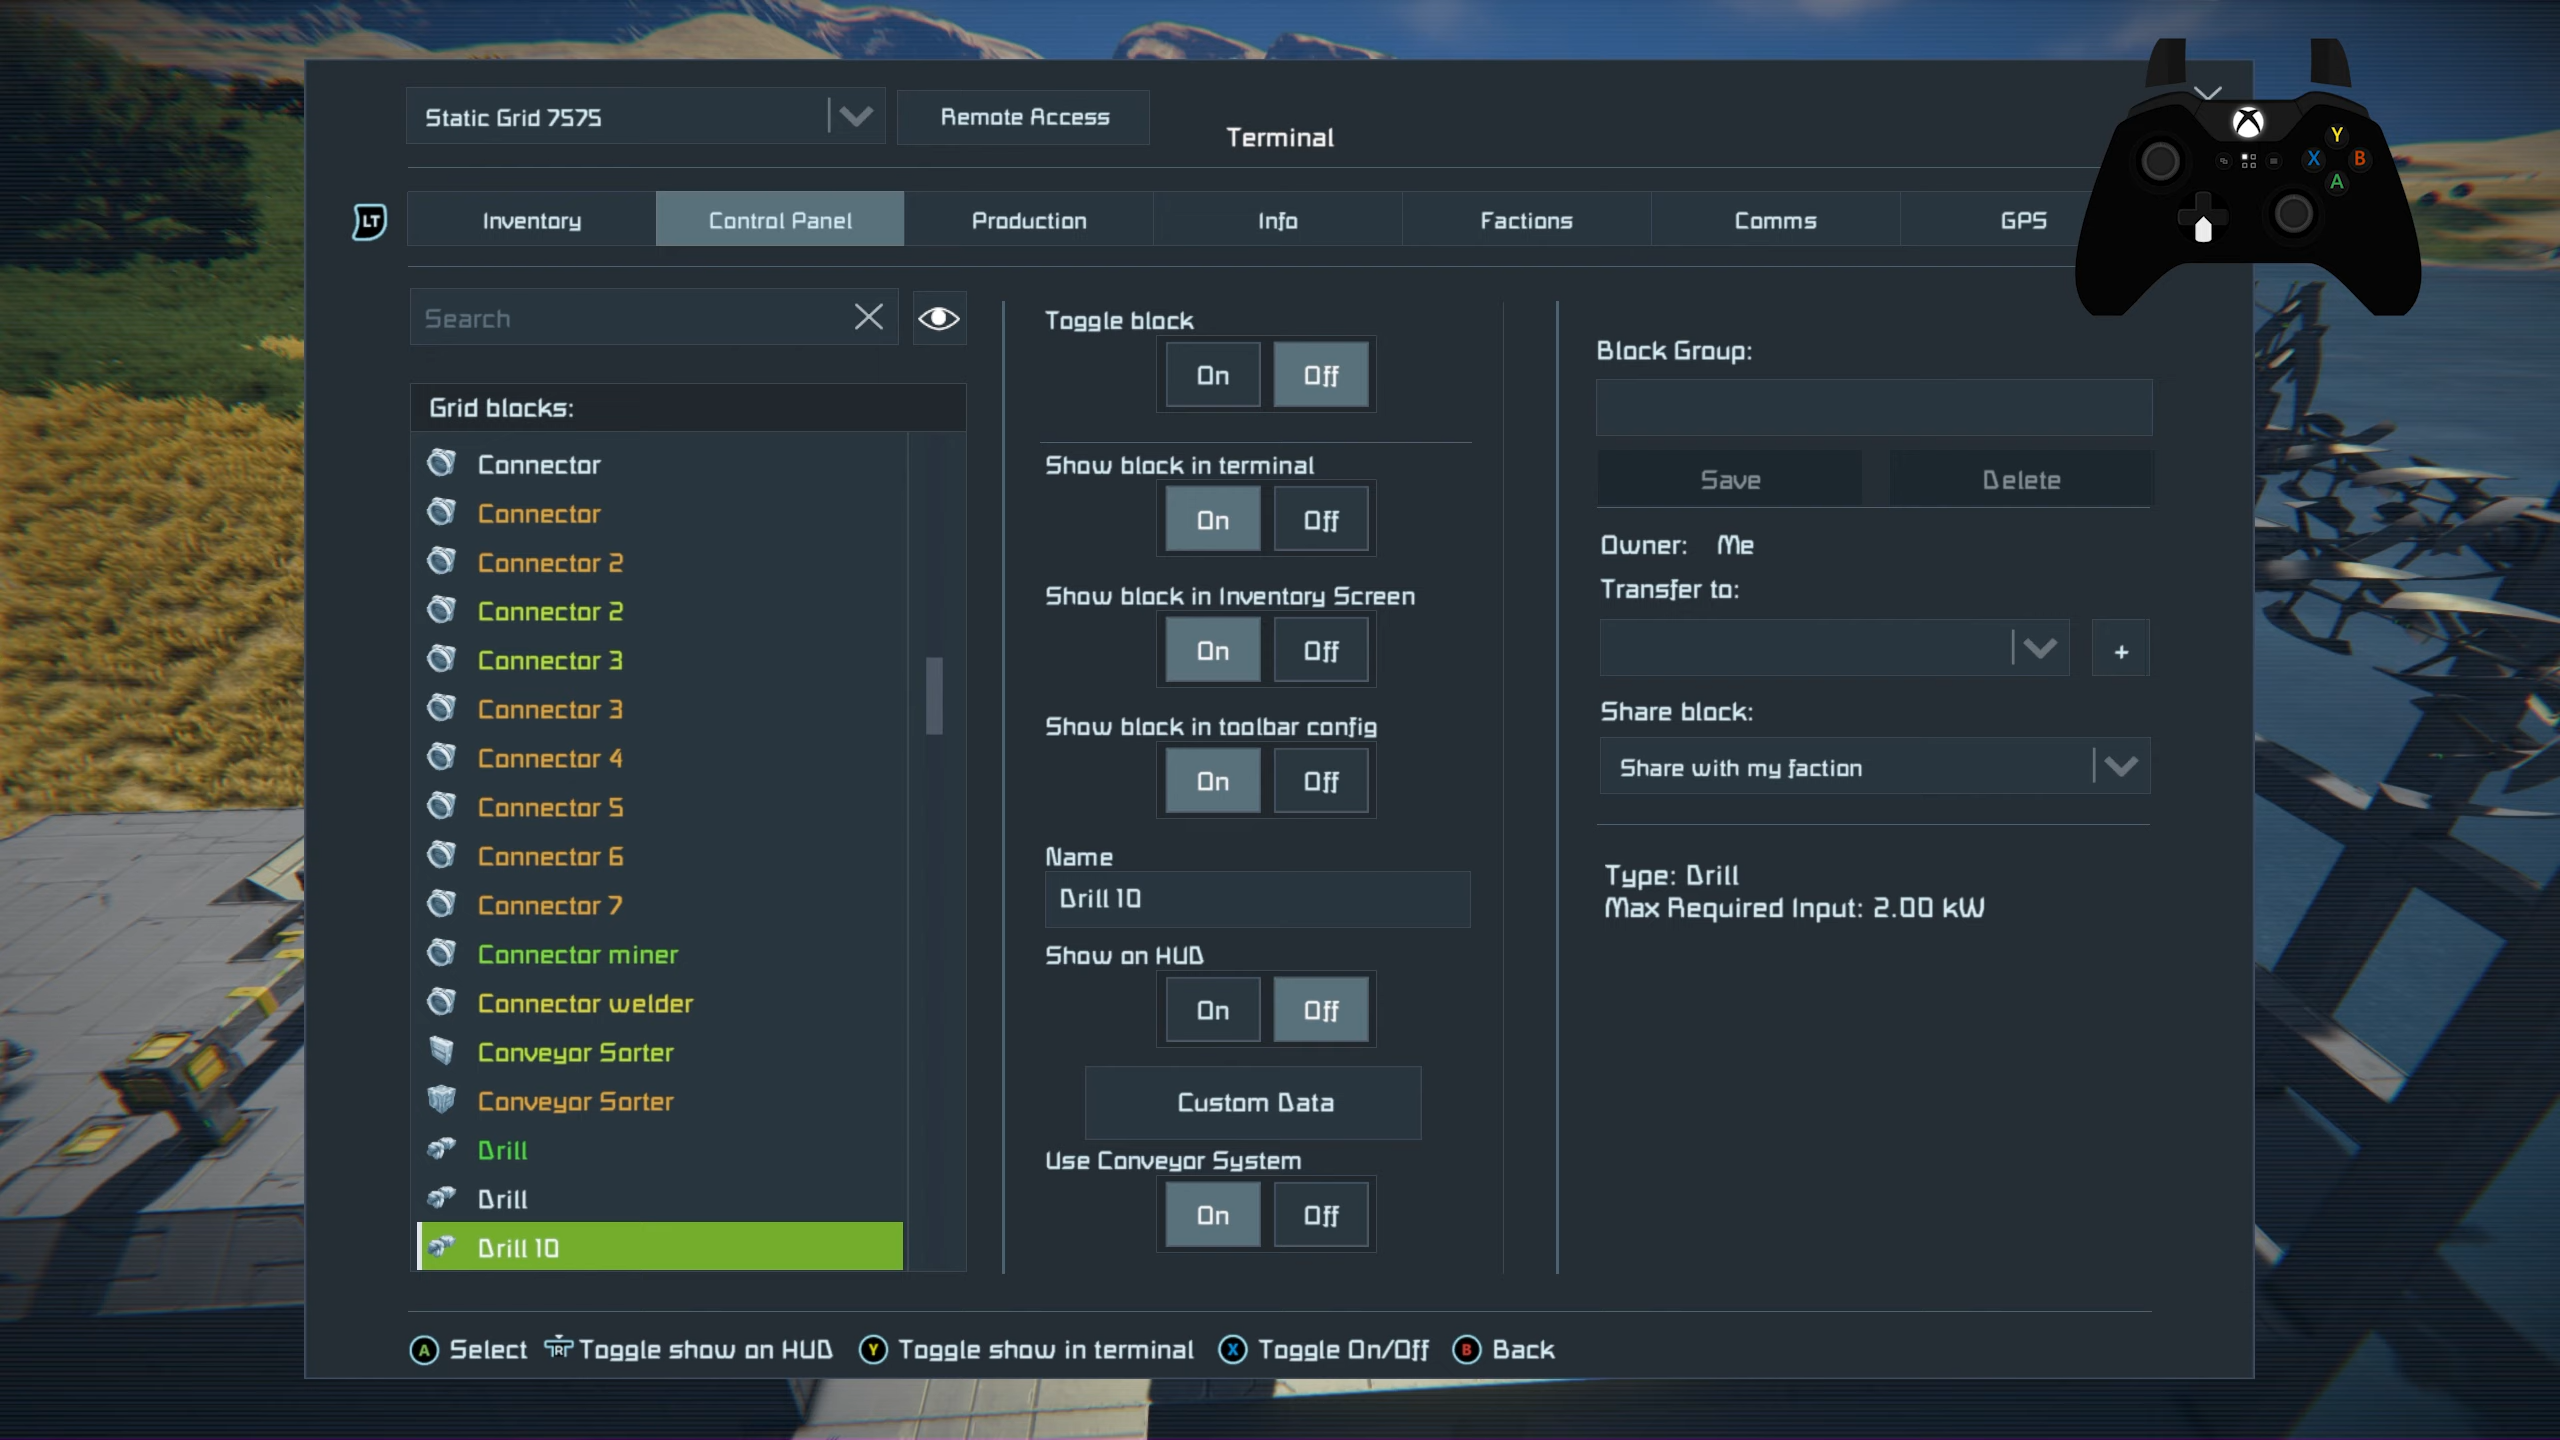 Static Grid 7575
Remote Access
Terminal
LT
Inventory
Control Panel
Production
Info
Factions
Comms
GPS
Y
X
B
A
Search
Grid blocks:
Connector
Connector
Connector 2
Connector 2
Connector 3
Connector 3
Connector 4
Connector 5
Connector 6
Connector 7
Connector miner
Connector welder
Conveyor Sorter
Conveyor Sorter
Drill
Drill
Drill 10
Toggle block
On Off
Show block in terminal
On Off
Show block in Inventory Screen
On Off
Show block in toolbar config
On Off
Name
Drill 10
Show on HUD
On Off
Custom Data
Use Conveyor System
On Off
Block Group:
Save Delete
Owner: Me
Transfer to:
+
Share block:
Share with my faction
Type: Drill
Max Required Input: 2.00 kW
A Select R Toggle show on HUD Y Toggle show in terminal X Toggle On/Off B Back